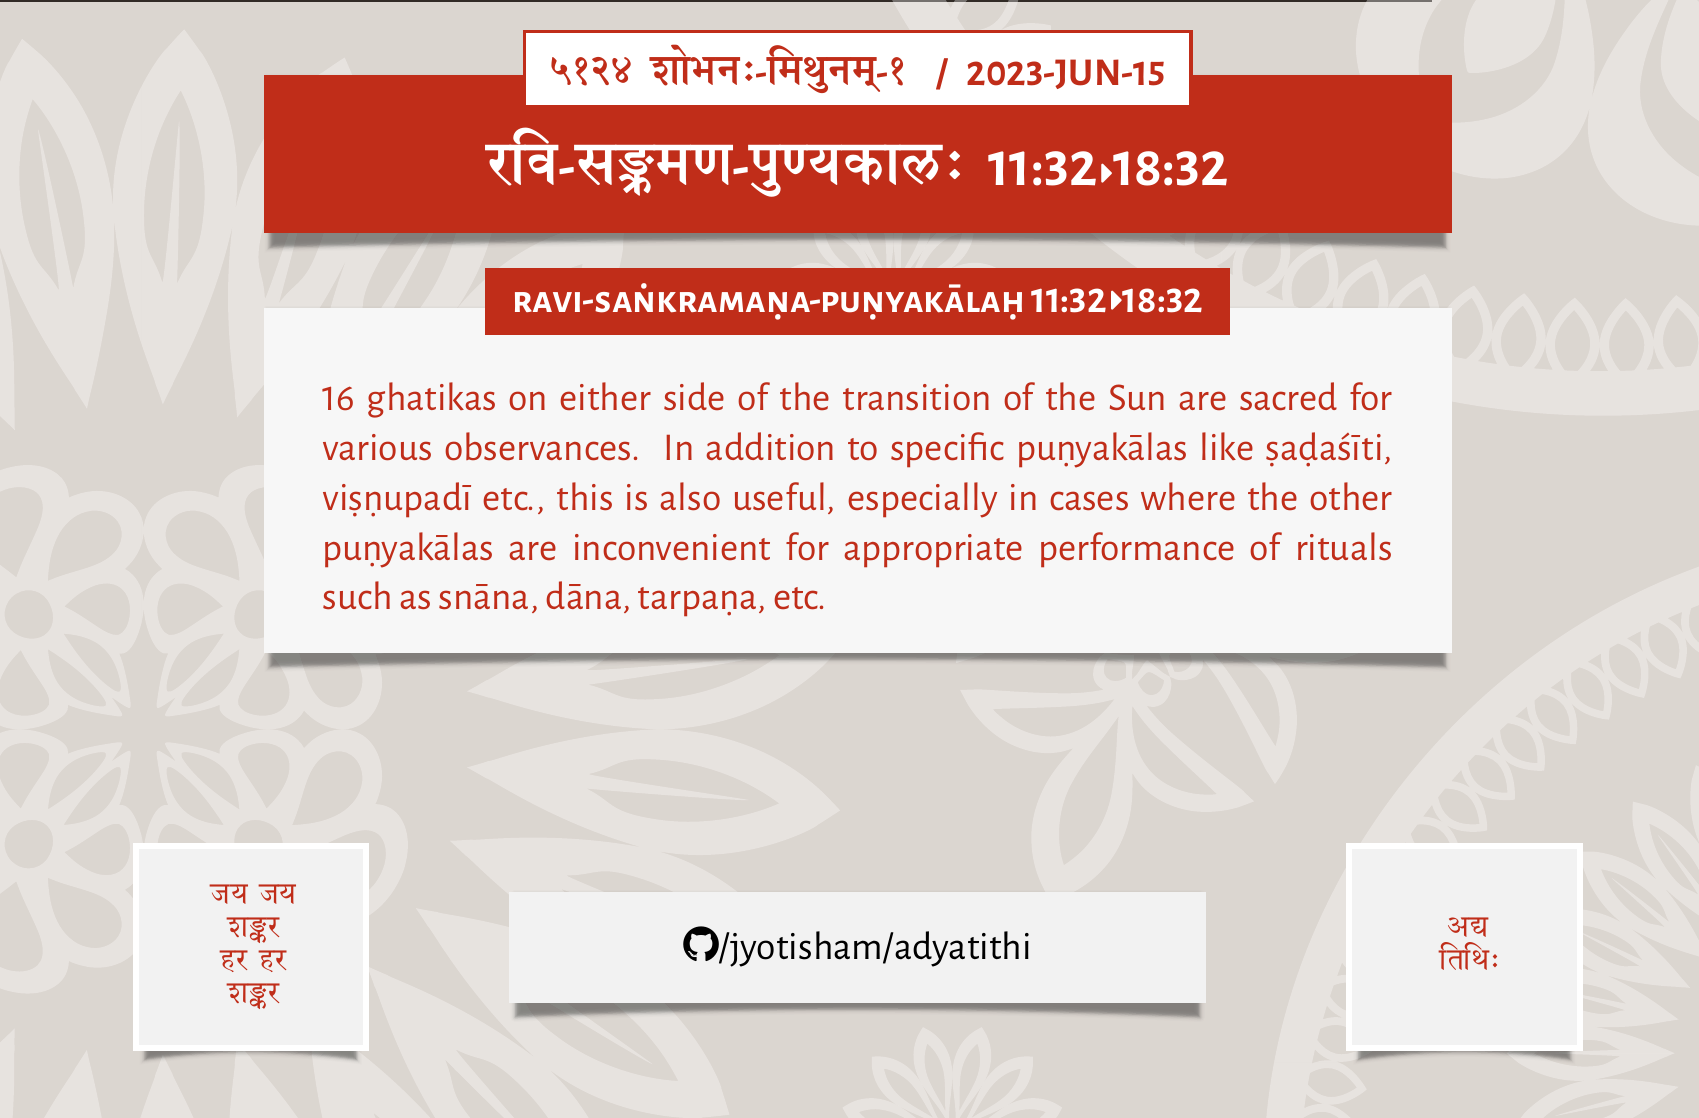 ५१२४ शोभनः-मिथुनम्-१ / 2023-JUN-15
रवि-सङ्क्रमण-पुण्यकालः 11:32▸18:32
RAVI-SAṄKRAMAṆA-PUṆYAKĀLAḤ 11:32▸18:32
16 ghatikas on either side of the transition of the Sun are sacred for
various observances. In addition to specific puṇyakālas like ṣaḍaśīti,
viṣṇupadī etc., this is also useful, especially in cases where the other
puṇyakālas are inconvenient for appropriate performance of rituals
such as snāna, dāna, tarpaṇa, etc.
जय जय
शङ्कर
हर हर
शङ्कर
/jyotisham/adyatithi
अद्य
तिथिः